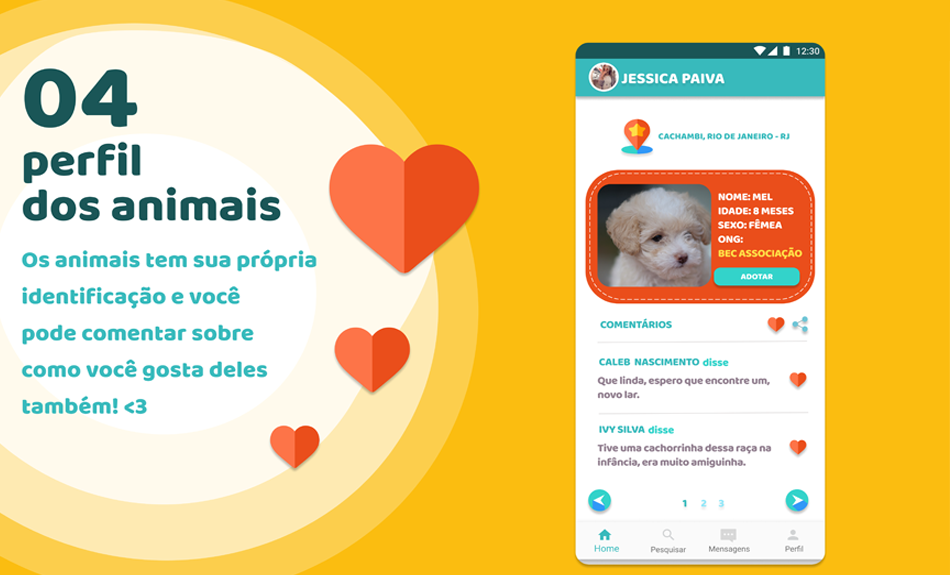 04
perfil
dos animais
Os animais tem sua própria
identificação e você
pode comentar sobre
como você gosta deles
também! <3
12:30
JESSICA PAIVA
CACHAMBI, RIO DE JANEIRO - RJ
NOME: MEL
IDADE: 8 MESES
SEXO: FÊMEA
ONG:
BEC ASSOCIAÇÃO
ADOTAR
COMENTÁRIOS
CALEB NASCIMENTO disse
Que linda, espero que encontre um,
novo lar.
IVY SILVA disse
Tive uma cachorrinha dessa raça na
infância, era muito amiguinha.
1 2 3
Home Pesquisar Mensagens Perfil